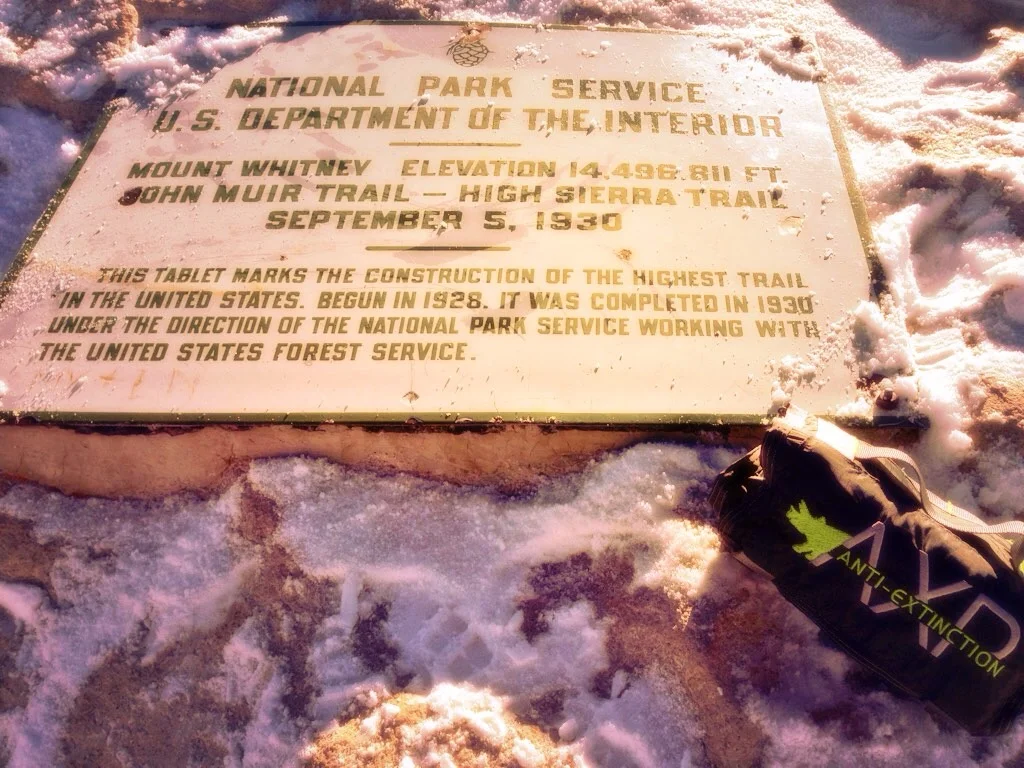 NATIONAL PARK SERVICE
U.S. DEPARTMENT OF THE INTERIOR
MOUNT WHITNEY ELEVATION 14,496.811 FT.
JOHN MUIR TRAIL — HIGH SIERRA TRAIL
SEPTEMBER 5, 1930
THIS TABLET MARKS THE CONSTRUCTION OF THE HIGHEST TRAIL
IN THE UNITED STATES. BEGUN IN 1928. IT WAS COMPLETED IN 1930
UNDER THE DIRECTION OF THE NATIONAL PARK SERVICE WORKING WITH
THE UNITED STATES FOREST SERVICE.
AXP
ANTI-EXTINCTION